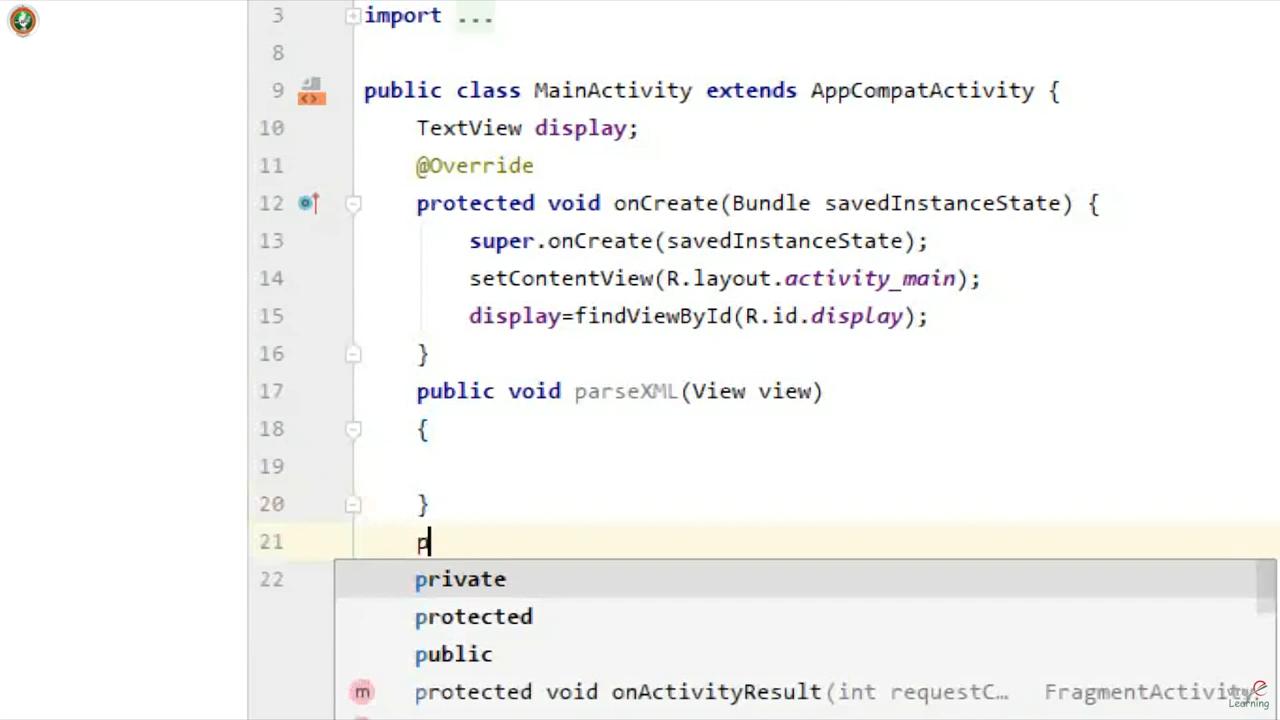 3 import ...
8
9 public class MainActivity extends AppCompatActivity {
10 TextView display;
11 @Override
12 protected void onCreate(Bundle savedInstanceState) {
13 super.onCreate(savedInstanceState);
14 setContentView(R.layout.activity_main);
15 display=findViewById(R.id.display);
16 }
17 public void parseXML(View view)
18 {
19
20 }
21 p
22
private
protected
public
m protected void onActivityResult(int requestC… FragmentActivity
Learning